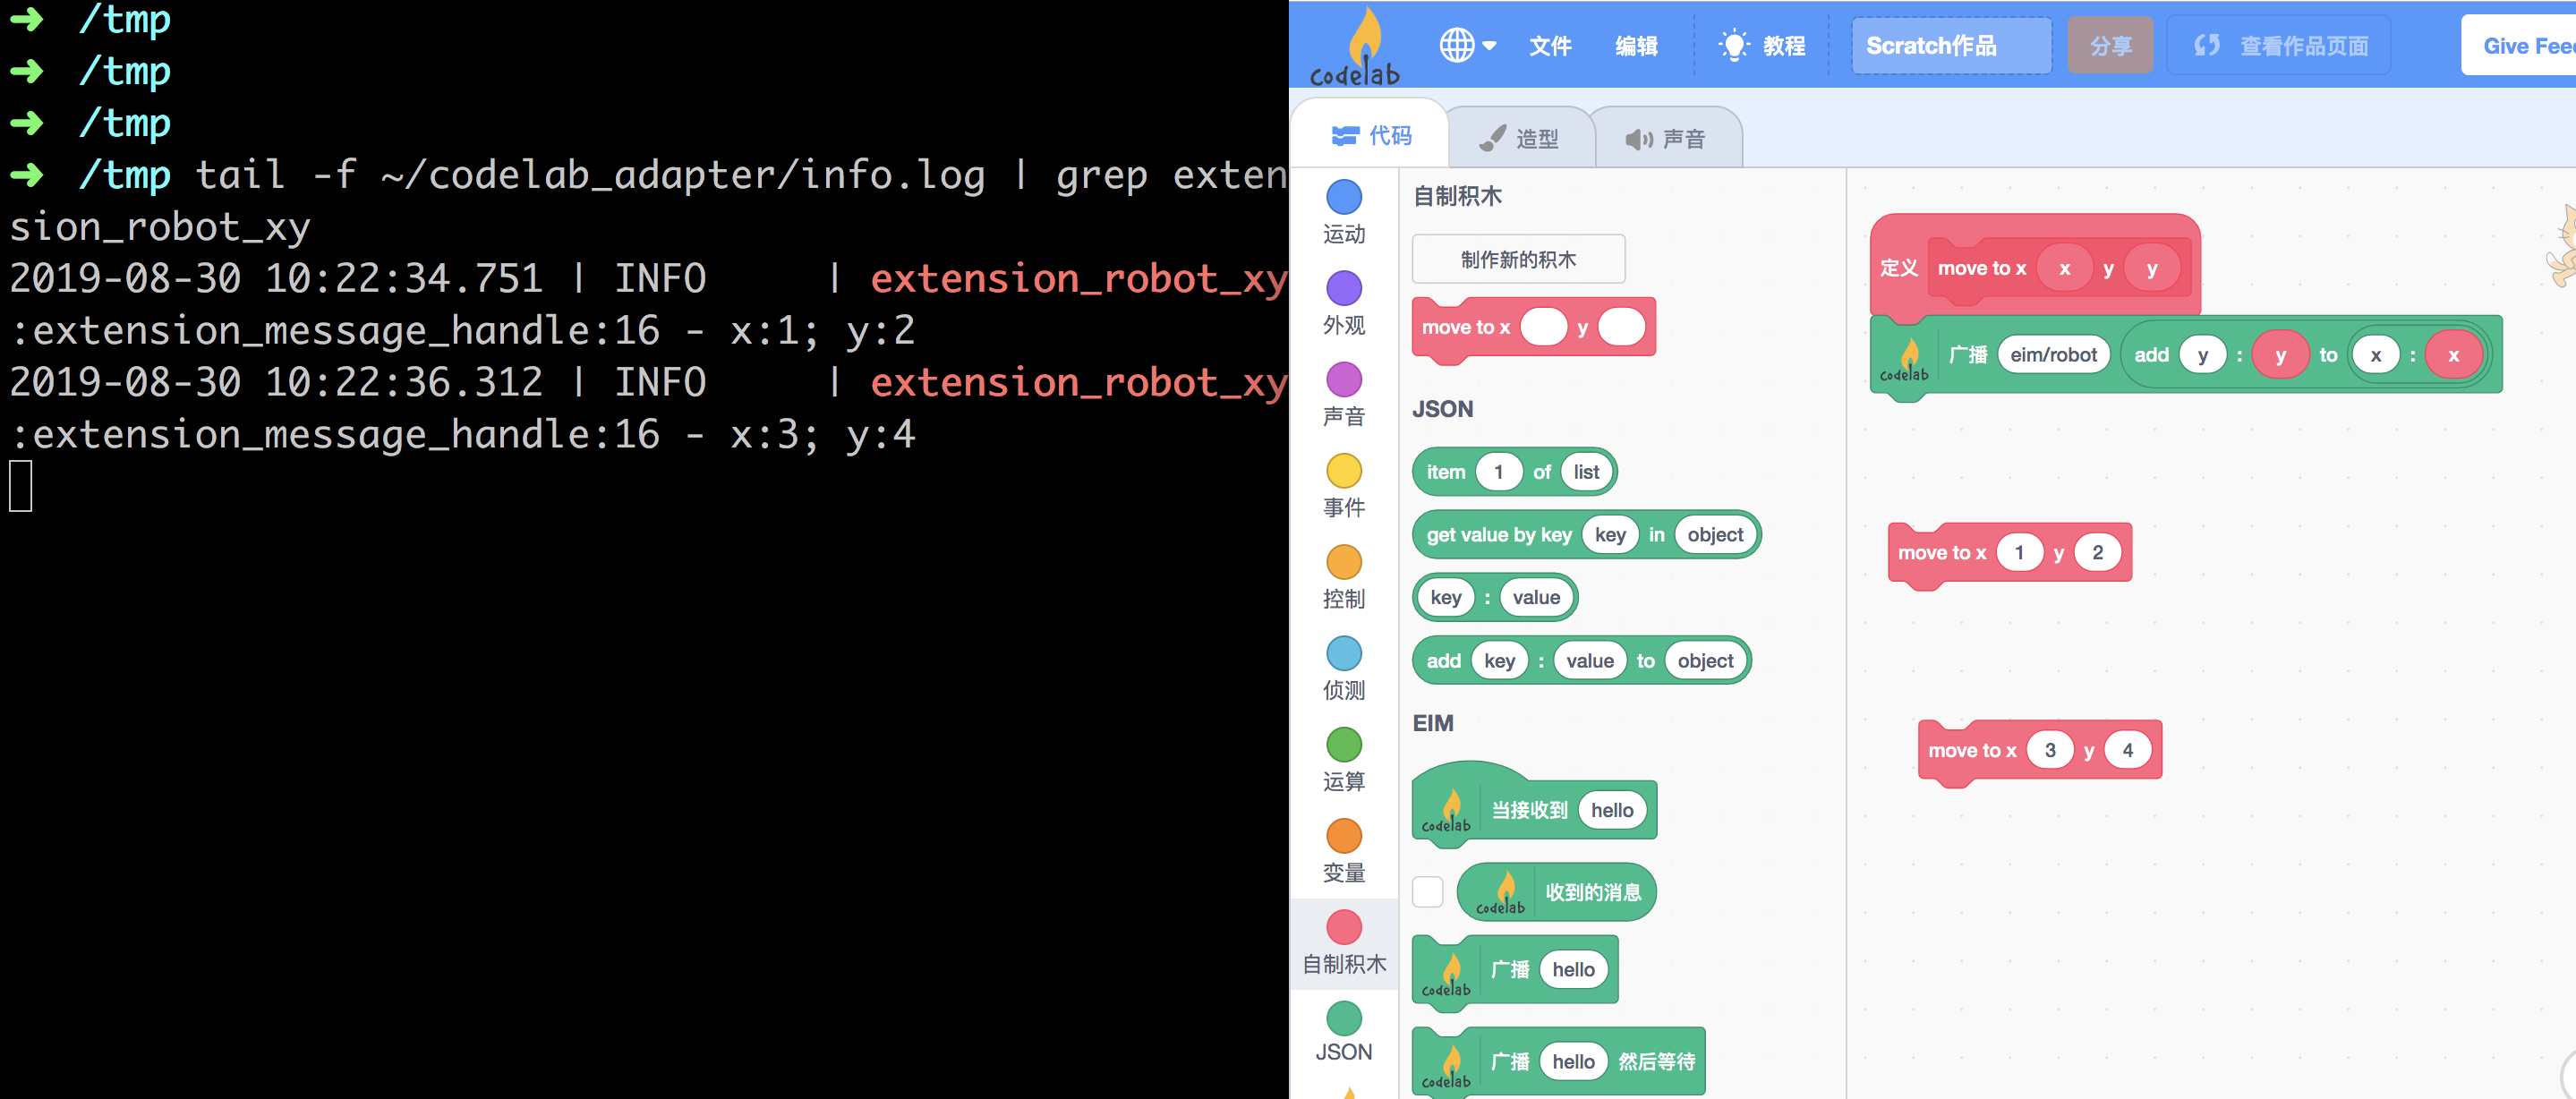 ➜ /tmp
➜ /tmp
➜ /tmp
➜ /tmp tail -f ~/codelab_adapter/info.log | grep exten
sion_robot_xy
2019-08-30 10:22:34.751 | INFO     | extension_robot_xy
:extension_message_handle:16 - x:1; y:2
2019-08-30 10:22:36.312 | INFO     | extension_robot_xy
:extension_message_handle:16 - x:3; y:4
codelab
文件 编辑 教程 Scratch作品 分享 查看作品页面 Give Fee
代码 造型 声音
运动
外观
声音
事件
控制
侦测
运算
变量
自制积木
JSON
自制积木
制作新的积木
move to x y
JSON
item 1 of list
get value by key key in object
key : value
add key : value to object
EIM
codelab 当接收到 hello
codelab 收到的消息
codelab 广播 hello
codelab 广播 hello 然后等待
定义 move to x x y y
codelab 广播 eim/robot add y : y to x : x
move to x 1 y 2
move to x 3 y 4